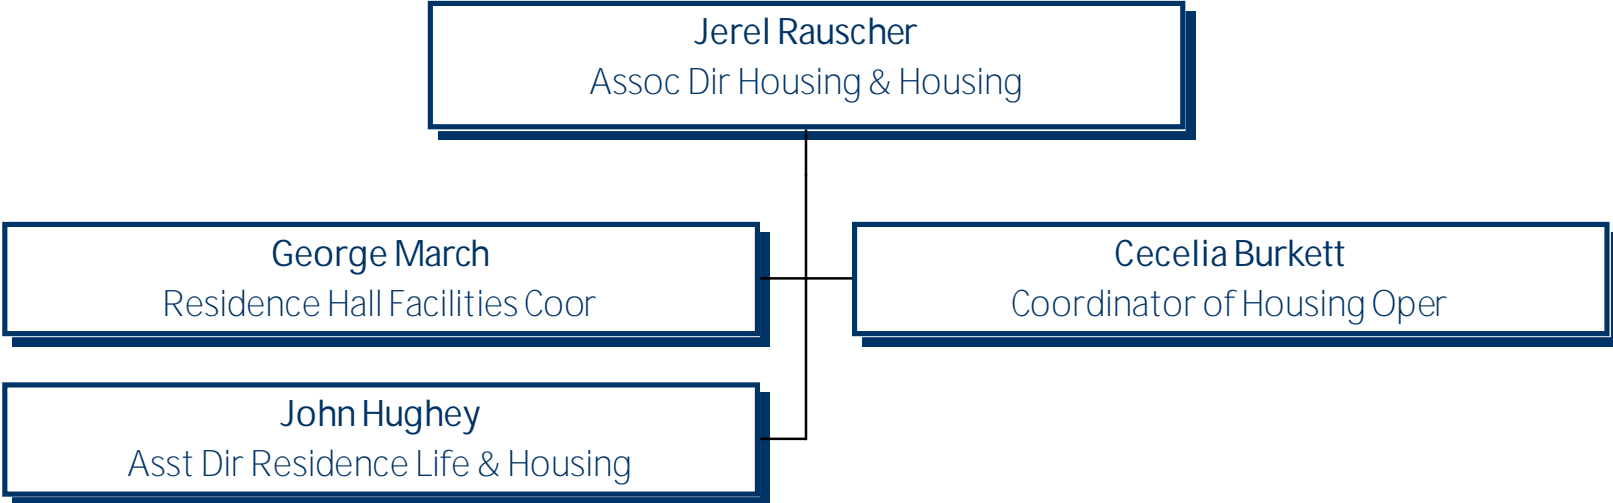 Jerel Rauscher
Assoc Dir Housing & Housing
George March
Residence Hall Facilities Coor
Cecelia Burkett
Coordinator of Housing Oper
John Hughey
Asst Dir Residence Life & Housing